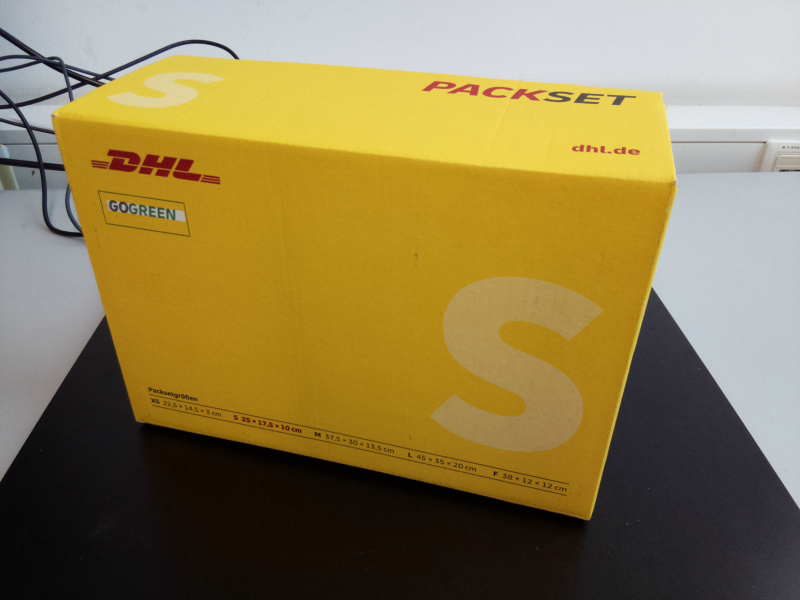 S
PACKSET
dhl.de
DHL
GOGREEN
S
Packsetgrößen
XS 22,5 × 14,5 × 3 cm S 25 × 17,5 × 10 cm M 37,5 × 30 × 13,5 cm L 45 × 35 × 20 cm F 38 × 12 × 12 cm